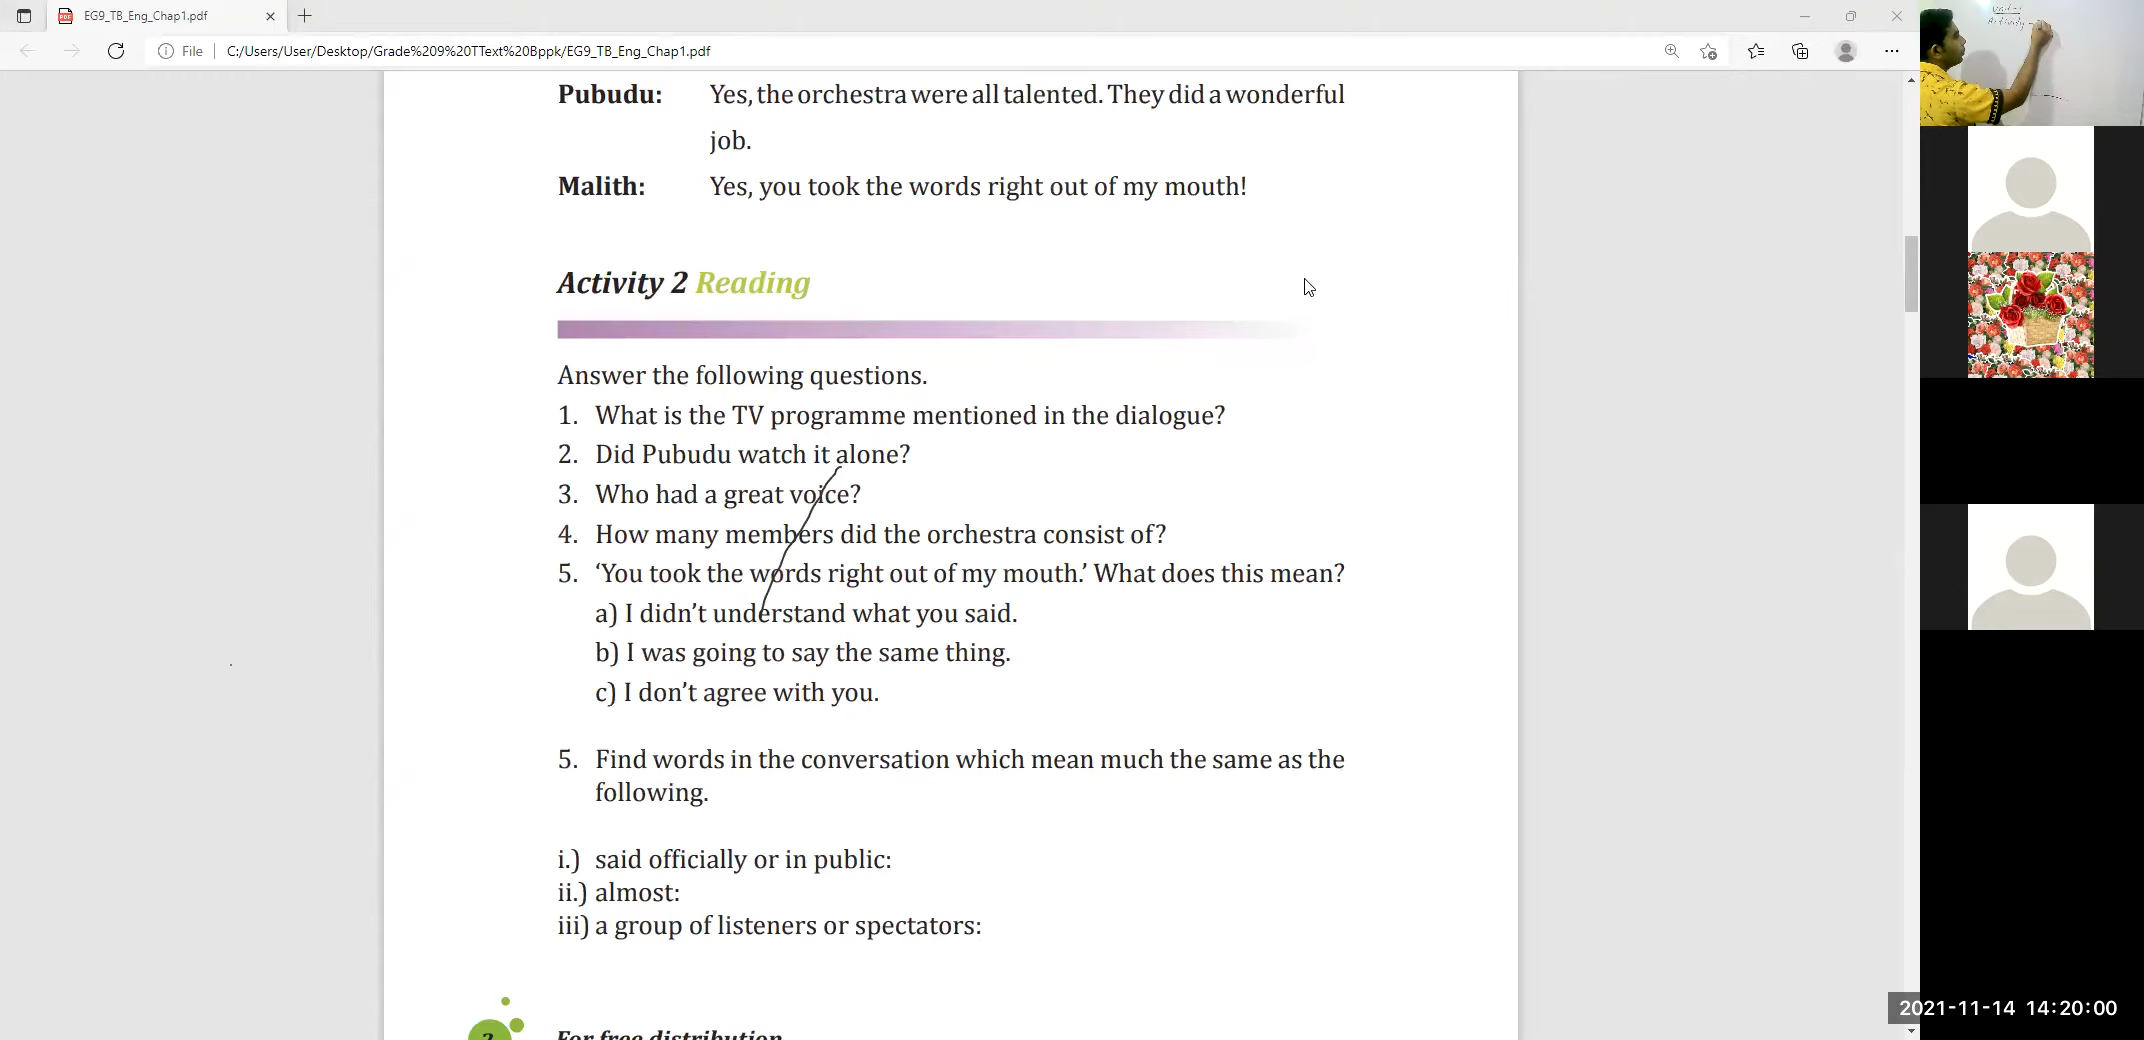 EG9_TB_Eng_Chap1.pdf
File
C:/Users/User/Desktop/Grade%209%20TText%20Bppk/EG9_TB_Eng_Chap1.pdf
Pubudu: Yes, the orchestra were all talented. They did a wonderful
job.
Malith: Yes, you took the words right out of my mouth!
Activity 2 Reading
Answer the following questions.
1. What is the TV programme mentioned in the dialogue?
2. Did Pubudu watch it alone?
3. Who had a great voice?
4. How many members did the orchestra consist of?
5. ‘You took the words right out of my mouth.’ What does this mean?
a) I didn’t understand what you said.
b) I was going to say the same thing.
c) I don’t agree with you.
5. Find words in the conversation which mean much the same as the
following.
i.) said officially or in public:
ii.) almost:
iii) a group of listeners or spectators:
2
For free distribution
Activity
2021-11-14 14:20:00